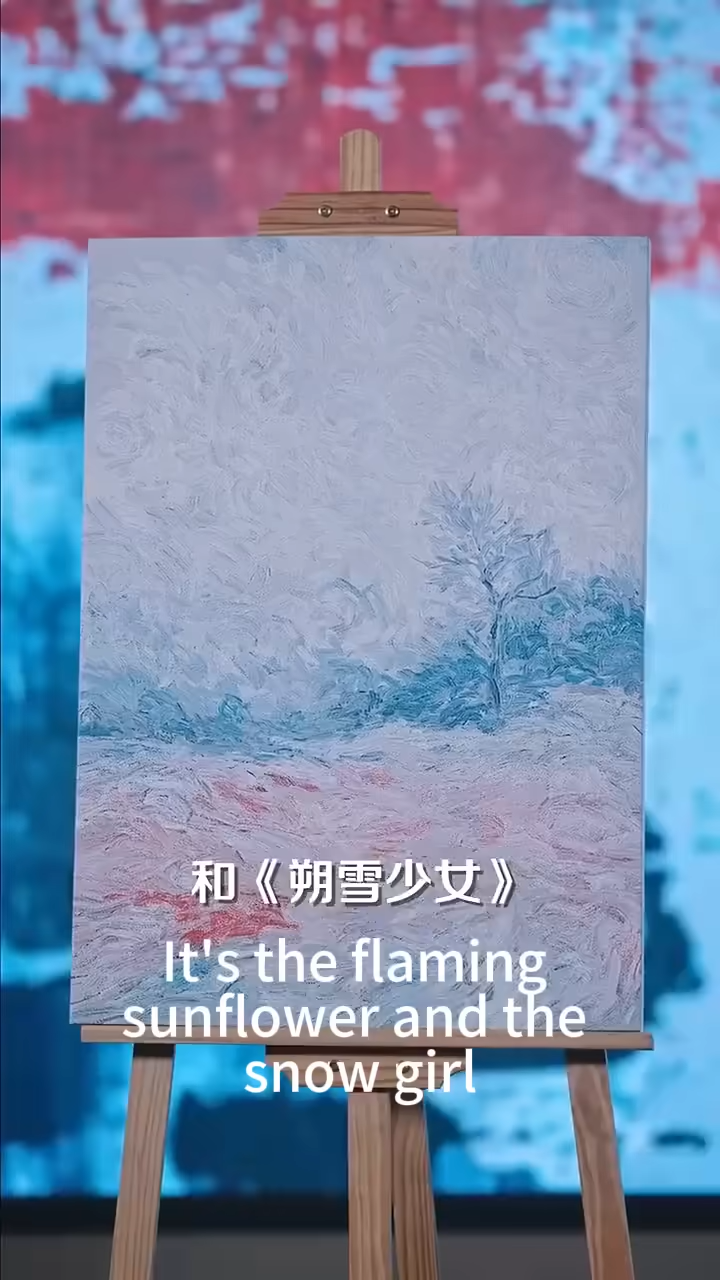 和《朔雪少女》
It's the flaming
sunflower and the
snow girl